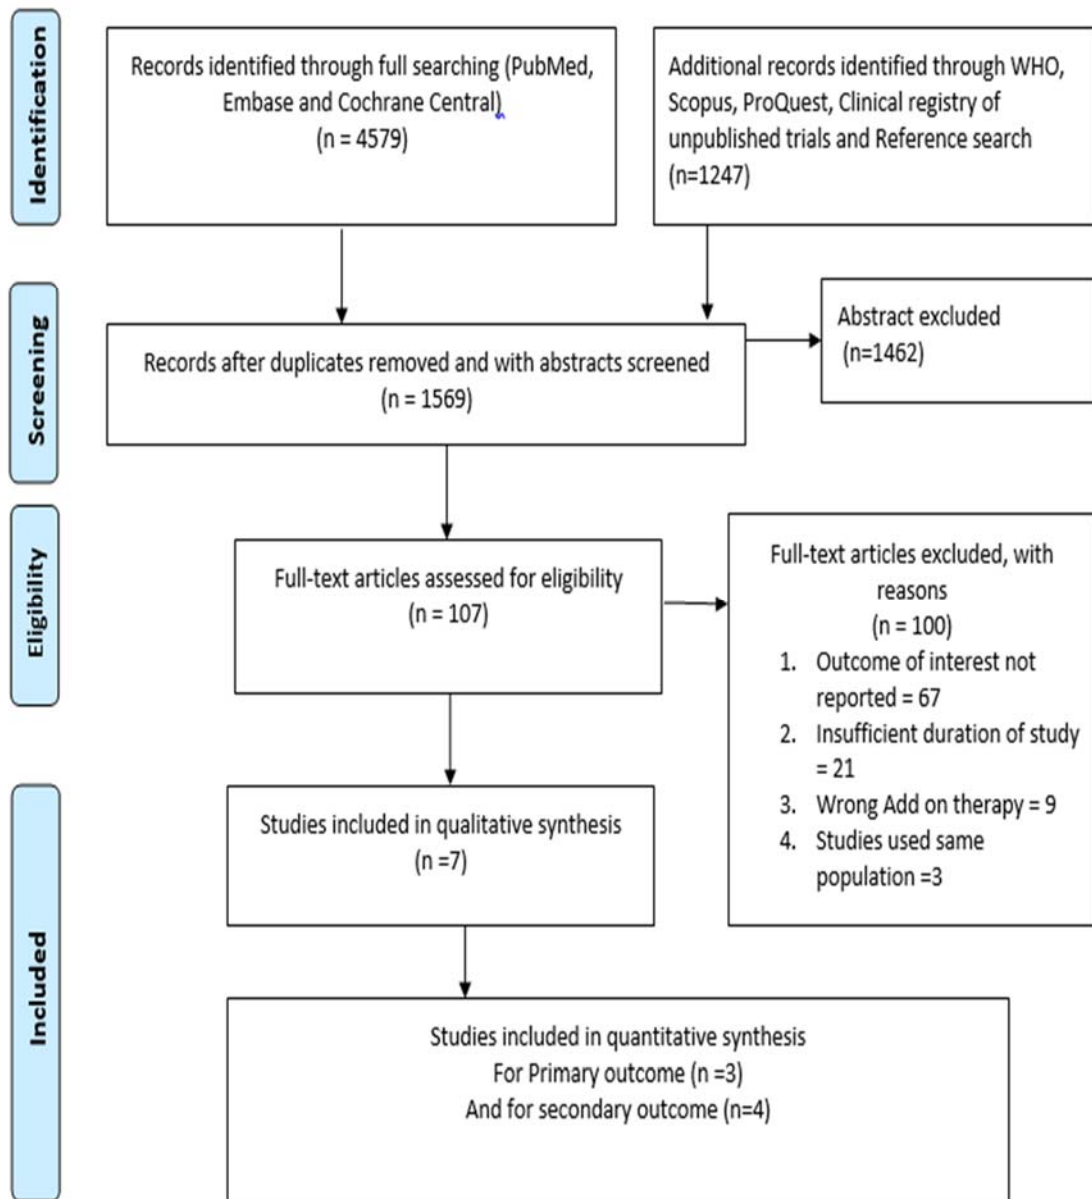 Identification
Records identified through full searching (PubMed,
Embase and Cochrane Central)
(n = 4579)
Additional records identified through WHO,
Scopus, ProQuest, Clinical registry of
unpublished trials and Reference search
(n=1247)
Screening
Records after duplicates removed and with abstracts screened
(n = 1569)
Abstract excluded
(n=1462)
Eligibility
Full-text articles assessed for eligibility
(n = 107)
Full-text articles excluded, with
reasons
(n = 100)
1. Outcome of interest not
reported = 67
2. Insufficient duration of study
= 21
3. Wrong Add on therapy = 9
4. Studies used same
population =3
Included
Studies included in qualitative synthesis
(n =7)
Studies included in quantitative synthesis
For Primary outcome (n =3)
And for secondary outcome (n=4)